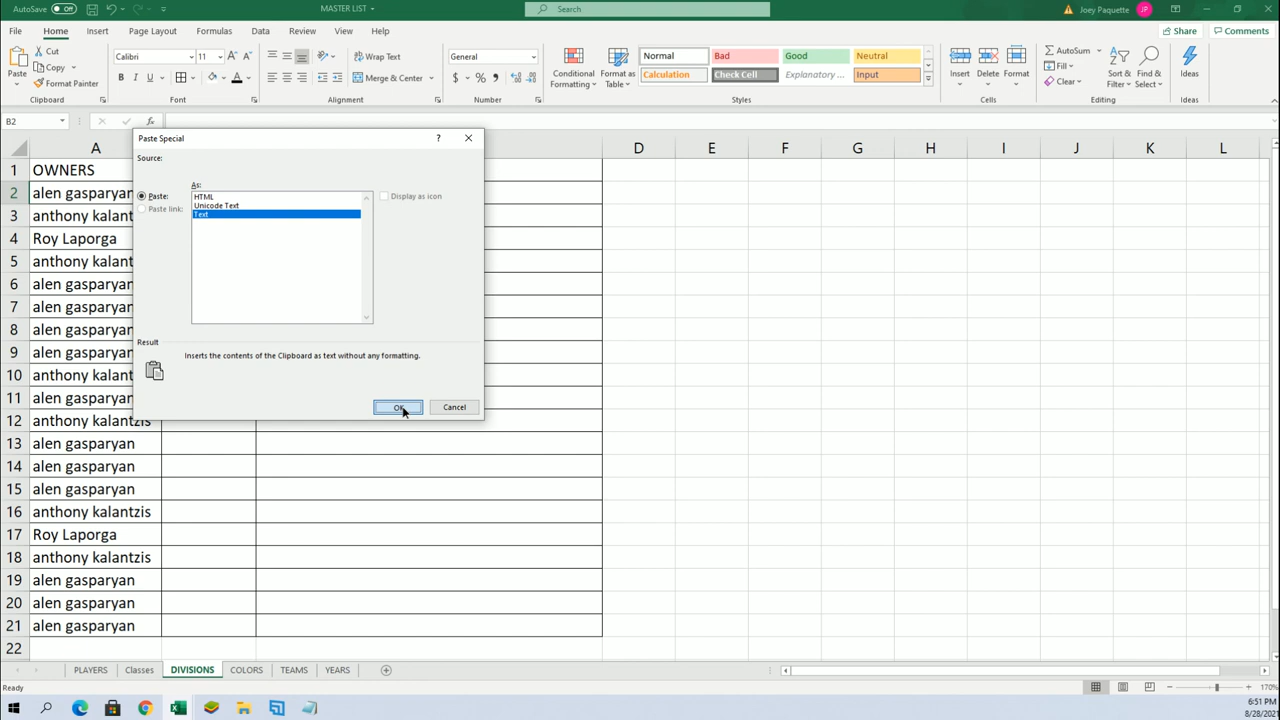 AutoSave Off MASTER LIST Search Joey Paquette JP
File Home Insert Page Layout Formulas Data Review View Help Share Comments
Paste Cut Copy Format Painter Clipboard
Calibri 11 A A B I U A Font
Wrap Text Merge & Center Alignment
General $ % 9 Number
Conditional Formatting Format as Table
Normal Bad Good Neutral
Calculation Check Cell Explanatory ... Input
Styles
Insert Delete Format Cells
AutoSum Fill Clear Sort & Filter Find & Select Editing
Ideas Ideas
B2 fx
Paste Special ?
Source:
As:
Paste: HTML Display as icon
Paste link: Unicode Text
Text
Result
Inserts the contents of the Clipboard as text without any formatting.
OK Cancel
A D E F G H I J K L
1 OWNERS
2 alen gasparyan
3 anthony kalant
4 Roy Laporga
5 anthony kalant
6 alen gasparyan
7 alen gasparyan
8 alen gasparyan
9 alen gasparyan
10 anthony kalant
11 alen gasparyan
12 anthony kalantzis
13 alen gasparyan
14 alen gasparyan
15 alen gasparyan
16 anthony kalantzis
17 Roy Laporga
18 anthony kalantzis
19 alen gasparyan
20 alen gasparyan
21 alen gasparyan
22
PLAYERS Classes DIVISIONS COLORS TEAMS YEARS
Ready 170%
6:51 PM
8/28/2021